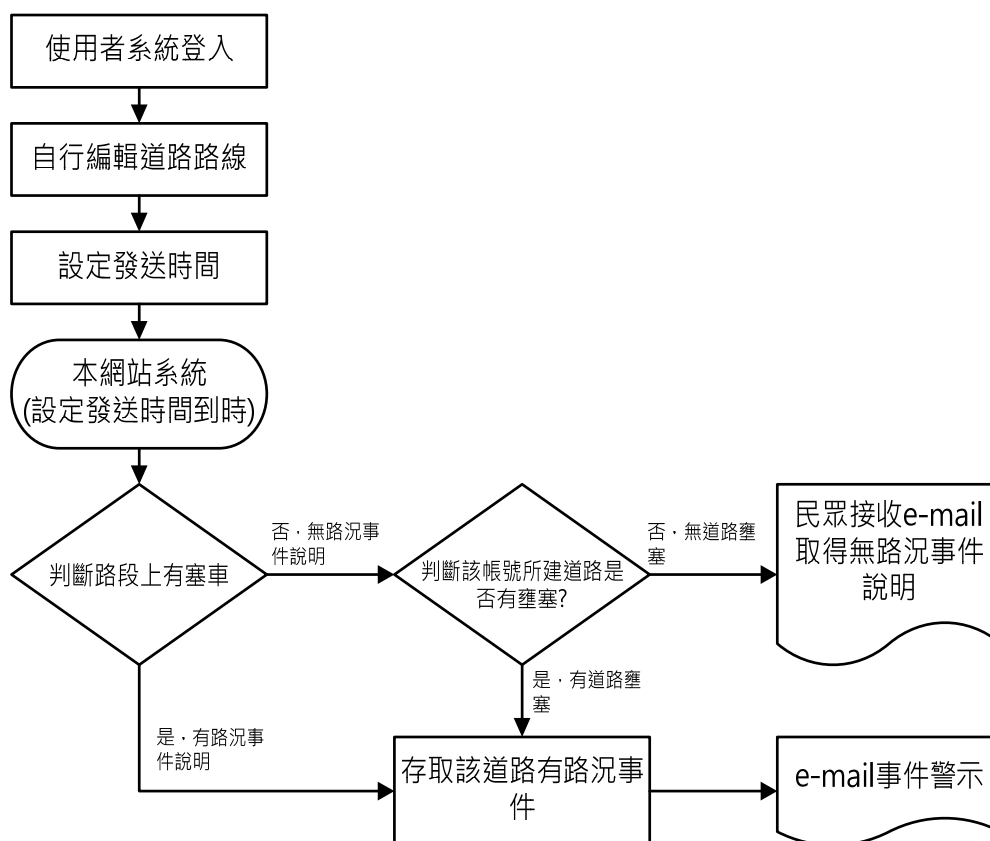 使用者系統登入
自行編輯道路路線
設定發送時間
本網站系統
(設定發送時間到時)
判斷路段上有塞車
否，無路況事
件說明
判斷該帳號所建道路是
否有壅塞?
否，無道路壅
塞
民眾接收e-mail
取得無路況事件
說明
是，有道路壅
塞
是，有路況事
件說明
存取該道路有路況事
件
e-mail事件警示